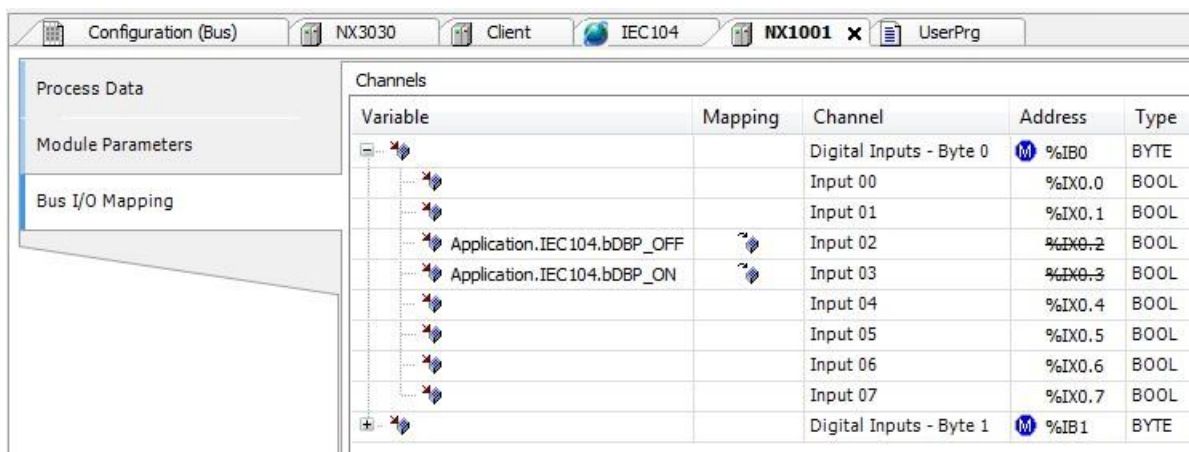 Configuration (Bus) NX3030 Client IEC104 NX1001 x UserPrg
Process Data
Module Parameters
Bus I/O Mapping
Channels
Variable Mapping Channel Address Type
Digital Inputs - Byte 0 M %IB0 BYTE
Input 00 %IX0.0 BOOL
Input 01 %IX0.1 BOOL
Application.IEC104.bDBP_OFF Input 02 %IX0.2 BOOL
Application.IEC104.bDBP_ON Input 03 %IX0.3 BOOL
Input 04 %IX0.4 BOOL
Input 05 %IX0.5 BOOL
Input 06 %IX0.6 BOOL
Input 07 %IX0.7 BOOL
Digital Inputs - Byte 1 M %IB1 BYTE